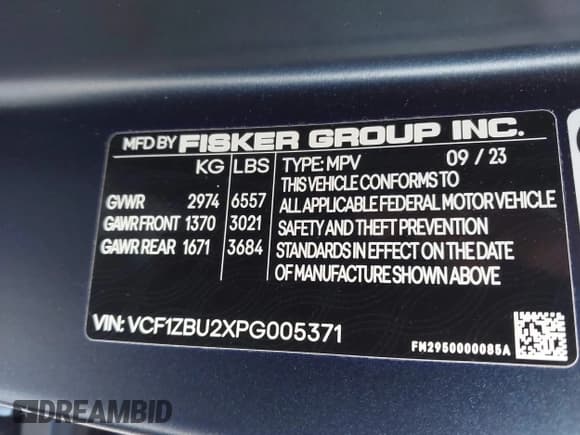 MFD BY FISKER GROUP INC.
KG LBS TYPE: MPV 09 / 23
GVWR 2974 6557 THIS VEHICLE CONFORMS TO
GAWR FRONT 1370 3021 ALL APPLICABLE FEDERAL MOTOR VEHICLE
GAWR REAR 1671 3684 SAFETY AND THEFT PREVENTION
STANDARDS IN EFFECT ON THE DATE
OF MANUFACTURE SHOWN ABOVE.
VIN: VCF1ZBU2XPG005371
FM2950000085A
DREAMBID